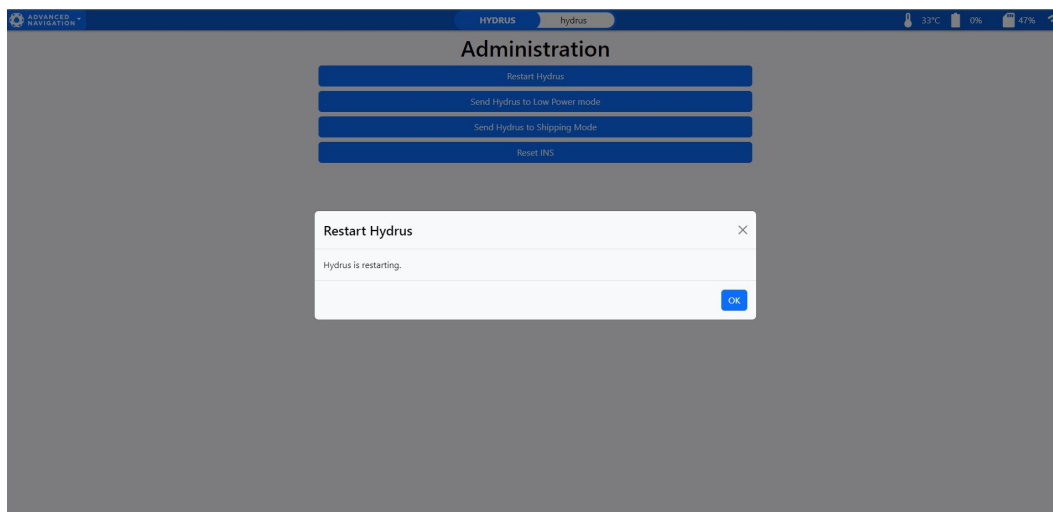 ADVANCED
NAVIGATION
HYDRUS hydrus
33°C 0% 47%
Administration
Restart Hydrus
Send Hydrus to Low Power mode
Send Hydrus to Shipping Mode
Reset INS
Restart Hydrus
Hydrus is restarting.
OK